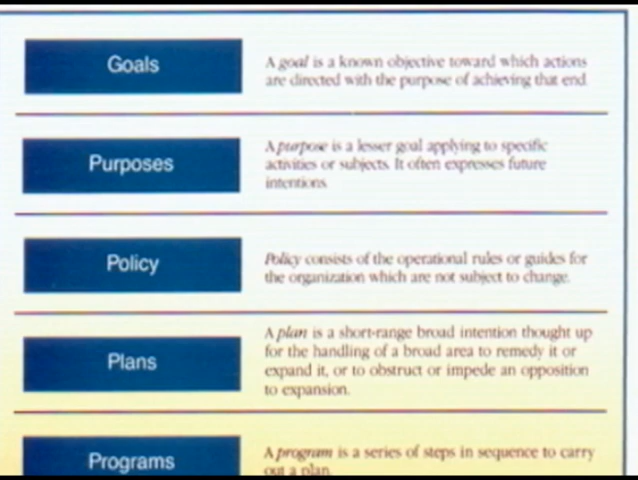 Goals
A goal is a known objective toward which actions
are directed with the purpose of achieving that end
Purposes
A purpose is a lesser goal applying to specific
activities or subjects. It often expresses future
intentions
Policy
Policy consists of the operational rules or guides for
the organization which are not subject to change.
Plans
A plan is a short-range broad intention thought up
for the handling of a broad area to remedy it or
expand it, or to obstruct or impede an opposition
to expansion.
Programs
A program is a series of steps in sequence to carry
out a plan.